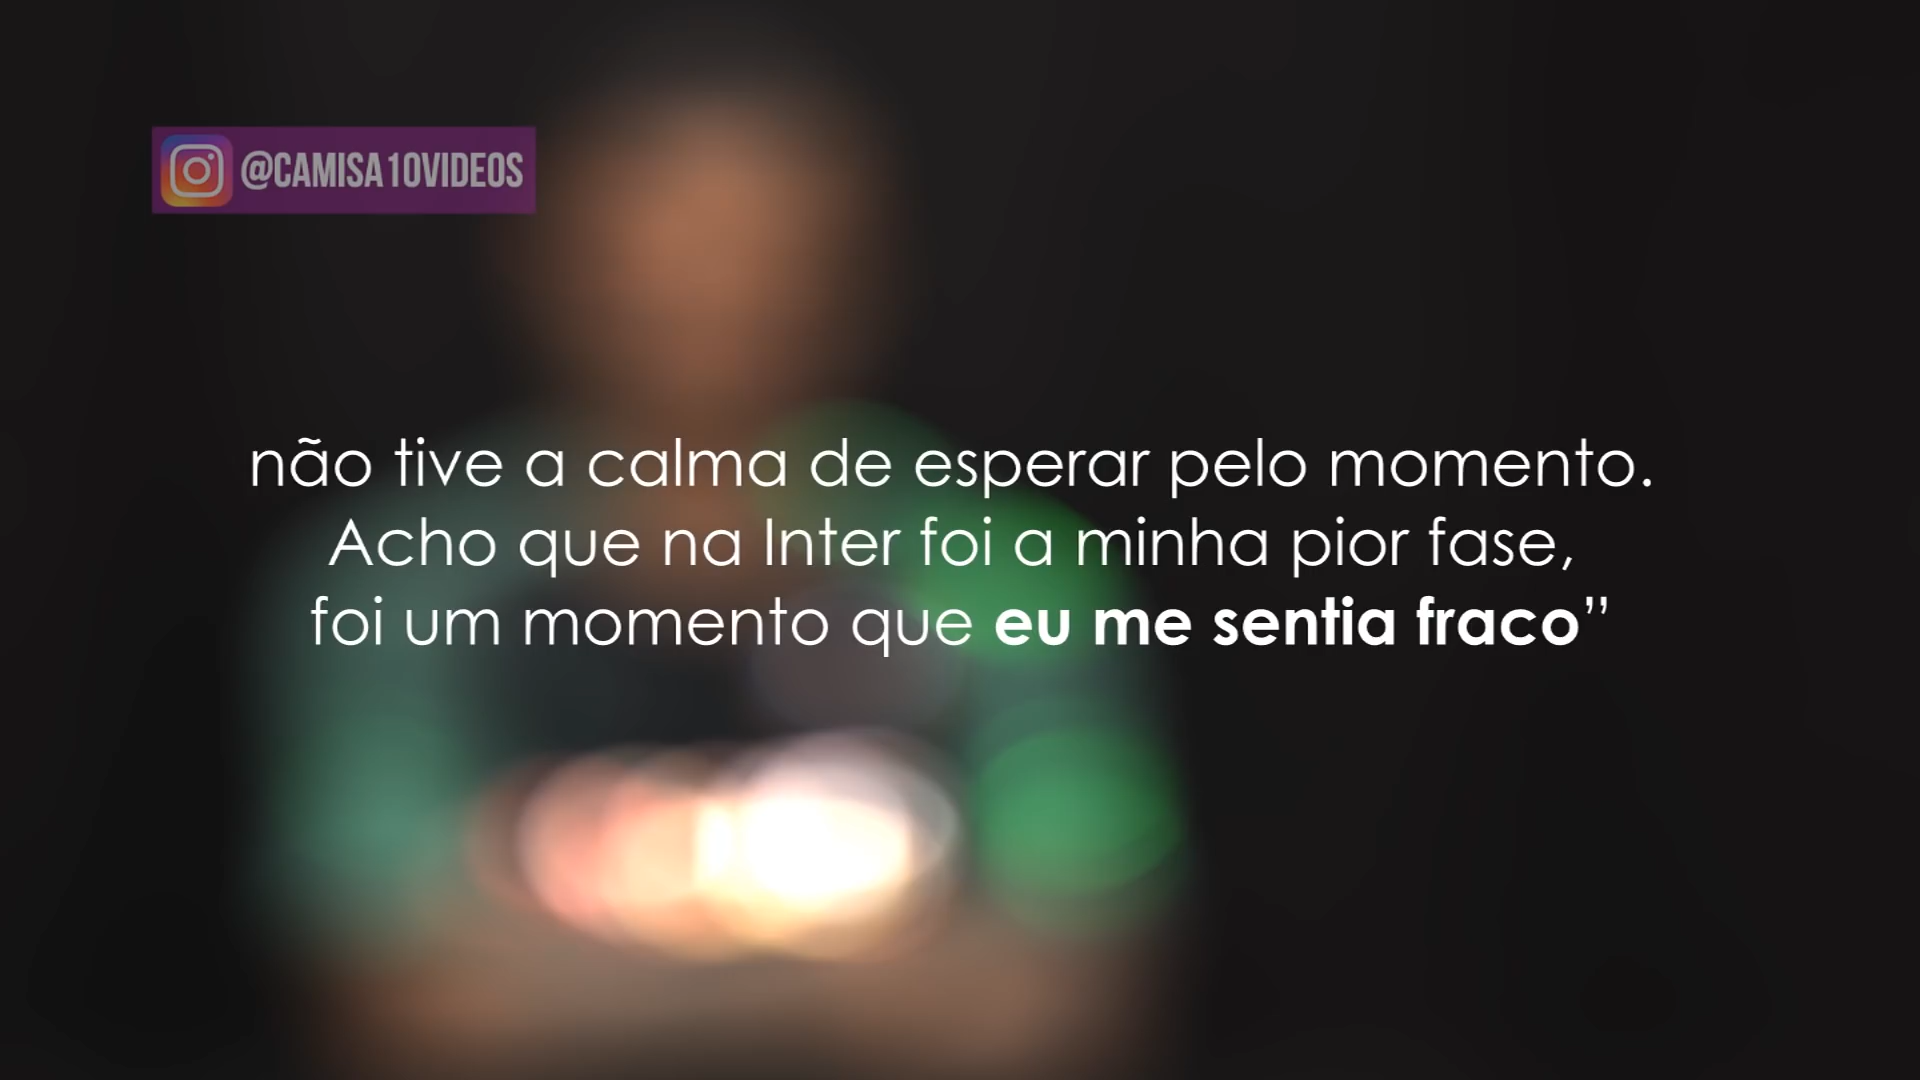 @CAMISA10VIDEOS
não tive a calma de esperar pelo momento.
Acho que na Inter foi a minha pior fase,
foi um momento que eu me sentia fraco”